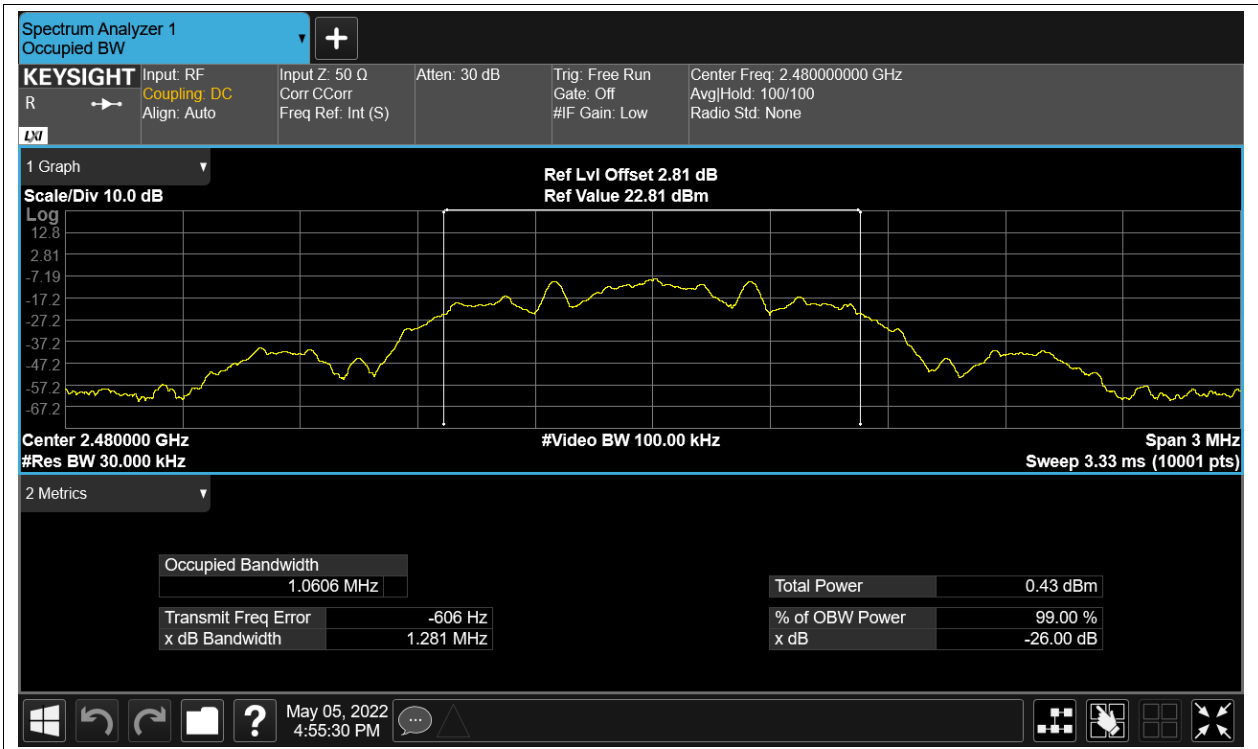 Spectrum Analyzer 1
Occupied BW
KEYSIGHT
R
LXI
Input: RF
Coupling: DC
Align: Auto
Input Z: 50 Ω
Corr CCorr
Freq Ref: Int (S)
Atten: 30 dB
Trig: Free Run
Gate: Off
#IF Gain: Low
Center Freq: 2.480000000 GHz
Avg|Hold: 100/100
Radio Std: None
1 Graph
Scale/Div 10.0 dB
Ref Lvl Offset 2.81 dB
Ref Value 22.81 dBm
Log
12.8
2.81
-7.19
-17.2
-27.2
-37.2
-47.2
-57.2
-67.2
Center 2.480000 GHz
#Video BW 100.00 kHz
Span 3 MHz
#Res BW 30.000 kHz
Sweep 3.33 ms (10001 pts)
2 Metrics
Occupied Bandwidth
1.0606 MHz
Transmit Freq Error -606 Hz
x dB Bandwidth 1.281 MHz
Total Power 0.43 dBm
% of OBW Power 99.00 %
x dB -26.00 dB
?
May 05, 2022
4:55:30 PM